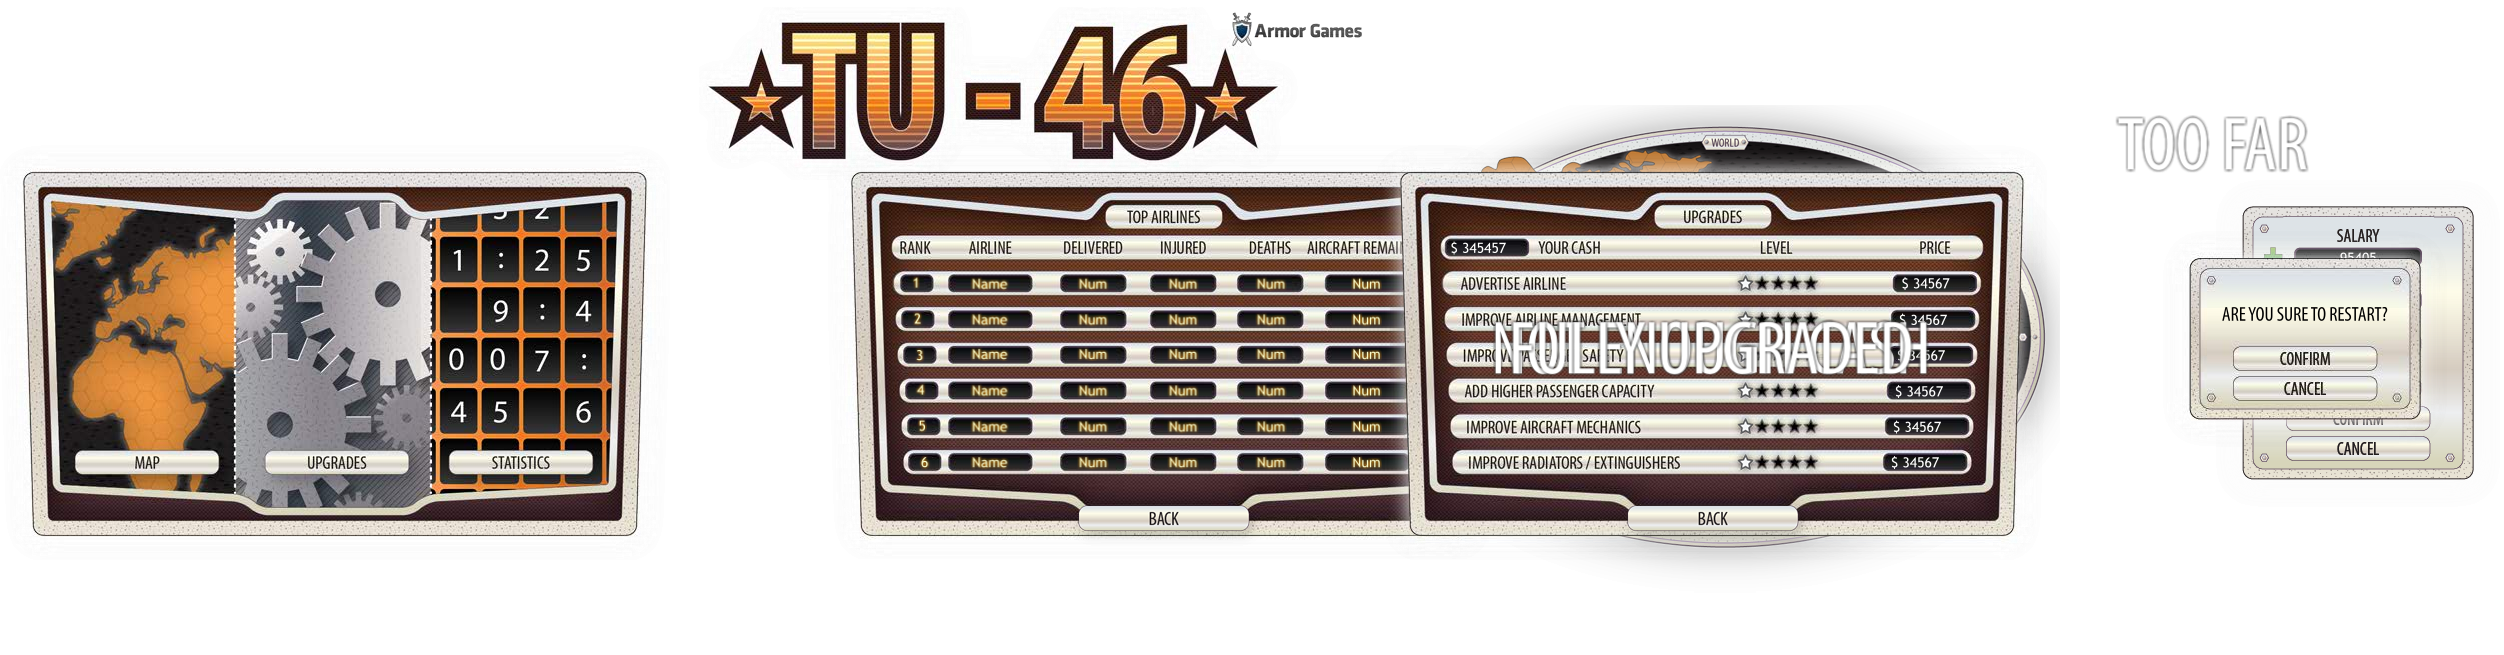 TU - 46
Armor Games
TOO FAR
WORLD
3 2
1 : 2 5
9 : 4
0 0 7 :
4 5 6
MAP
UPGRADES
STATISTICS
TOP AIRLINES
RANK AIRLINE DELIVERED INJURED DEATHS AIRCRAFT REMAI
1 Name Num Num Num Num
2 Name Num Num Num Num
3 Name Num Num Num Num
4 Name Num Num Num Num
5 Name Num Num Num Num
6 Name Num Num Num Num
BACK
UPGRADES
$ 345457 YOUR CASH LEVEL PRICE
ADVERTISE AIRLINE $ 34567
IMPROVE AIRLINE MANAGEMENT $ 34567
IMPROVE SAFETY $ 34567
ADD HIGHER PASSENGER CAPACITY $ 34567
IMPROVE AIRCRAFT MECHANICS $ 34567
IMPROVE RADIATORS / EXTINGUISHERS $ 34567
BACK
SALARY
95405
ARE YOU SURE TO RESTART?
CONFIRM
CANCEL
CONFIRM
CANCEL